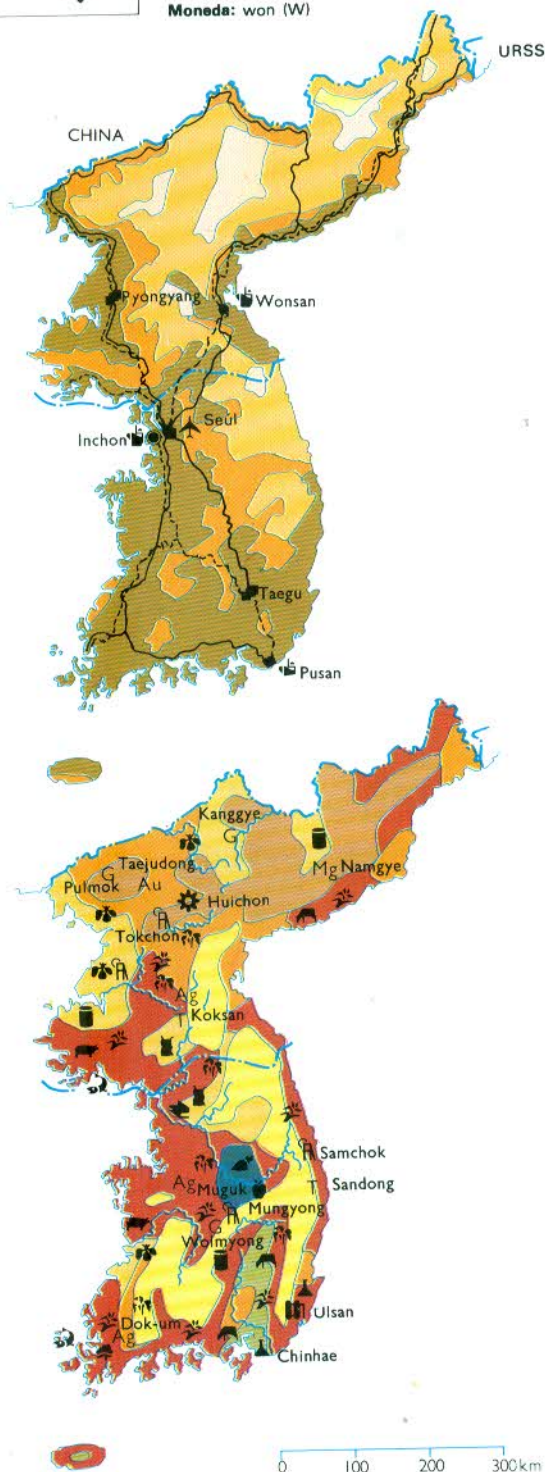 Moneda: won (W)
URSS
CHINA
Pyongyang
Wonsan
Seúl
Inchon
Taegu
Pusan
Kanggye
G
Taejudong
G
Pulmok
Au
Mg Namgye
Huichon
Tokchon
Ag
T
Koksan
Samchok
Ag
Muguk
T
Sandong
Mungyong
G
Wolmyong
Dok-um
Ag
Ulsan
Chinhae
0 100 200 300km